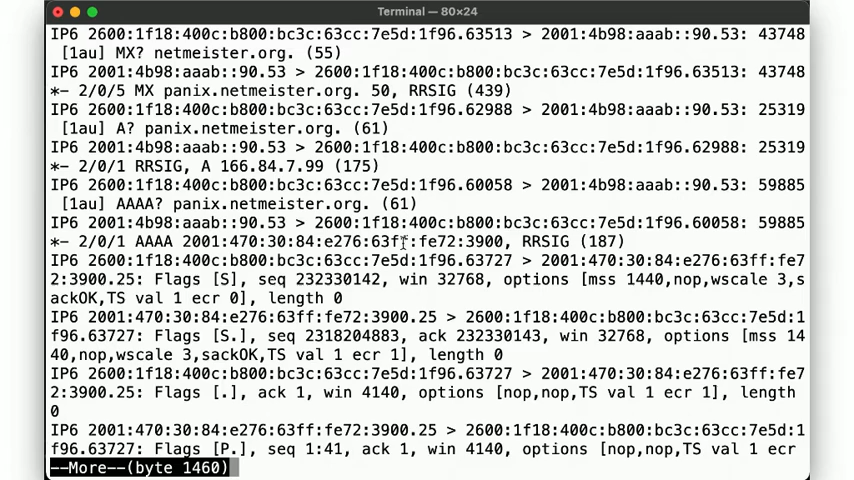 Terminal — 80×24
IP6 2600:1f18:400c:b800:bc3c:63cc:7e5d:1f96.63513 > 2001:4b98:aaab::90.53: 43748
[1au] MX? netmeister.org. (55)
IP6 2001:4b98:aaab::90.53 > 2600:1f18:400c:b800:bc3c:63cc:7e5d:1f96.63513: 43748
*- 2/0/5 MX panix.netmeister.org. 50, RRSIG (439)
IP6 2600:1f18:400c:b800:bc3c:63cc:7e5d:1f96.62988 > 2001:4b98:aaab::90.53: 25319
[1au] A? panix.netmeister.org. (61)
IP6 2001:4b98:aaab::90.53 > 2600:1f18:400c:b800:bc3c:63cc:7e5d:1f96.62988: 25319
*- 2/0/1 RRSIG, A 166.84.7.99 (175)
IP6 2600:1f18:400c:b800:bc3c:63cc:7e5d:1f96.60058 > 2001:4b98:aaab::90.53: 59885
[1au] AAAA? panix.netmeister.org. (61)
IP6 2001:4b98:aaab::90.53 > 2600:1f18:400c:b800:bc3c:63cc:7e5d:1f96.60058: 59885
*- 2/0/1 AAAA 2001:470:30:84:e276:63ff:fe72:3900, RRSIG (187)
IP6 2600:1f18:400c:b800:bc3c:63cc:7e5d:1f96.63727 > 2001:470:30:84:e276:63ff:fe7
2:3900.25: Flags [S], seq 232330142, win 32768, options [mss 1440,nop,wscale 3,s
ackOK,TS val 1 ecr 0], length 0
IP6 2001:470:30:84:e276:63ff:fe72:3900.25 > 2600:1f18:400c:b800:bc3c:63cc:7e5d:1
f96.63727: Flags [S.], seq 2318204883, ack 232330143, win 32768, options [mss 14
40,nop,wscale 3,sackOK,TS val 1 ecr 1], length 0
IP6 2600:1f18:400c:b800:bc3c:63cc:7e5d:1f96.63727 > 2001:470:30:84:e276:63ff:fe7
2:3900.25: Flags [.], ack 1, win 4140, options [nop,nop,TS val 1 ecr 1], length
0
IP6 2001:470:30:84:e276:63ff:fe72:3900.25 > 2600:1f18:400c:b800:bc3c:63cc:7e5d:1
f96.63727: Flags [P.], seq 1:41, ack 1, win 4140, options [nop,nop,TS val 1 ecr
--More--(byte 1460)